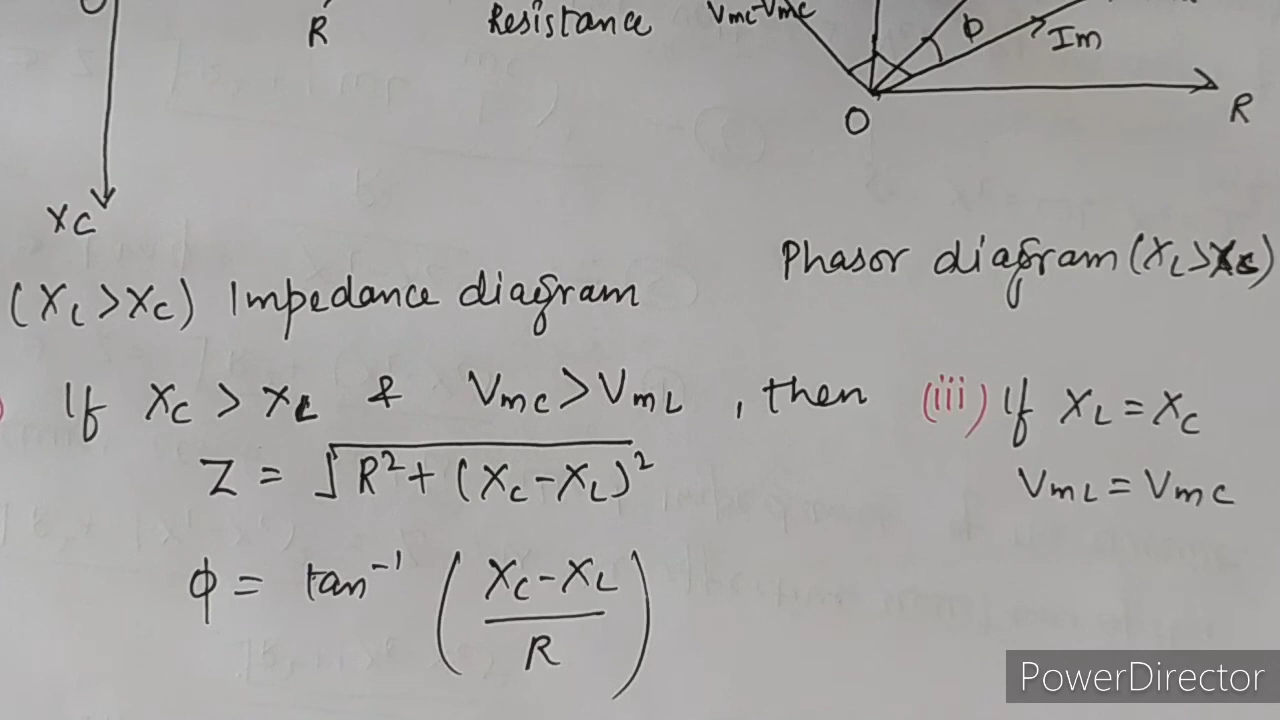 R
Resistance
Vmc-Vmc
Φ
Im
O
R
Xc
Phasor diagram (XL>Xc)
(XL>Xc) Impedance diagram
If Xc > XL & Vmc>VmL , then
Z = √R²+ (Xc-XL)²
Φ = tan⁻¹ ( Xc-XL / R )
(iii) If XL = Xc
VmL = Vmc
PowerDirector